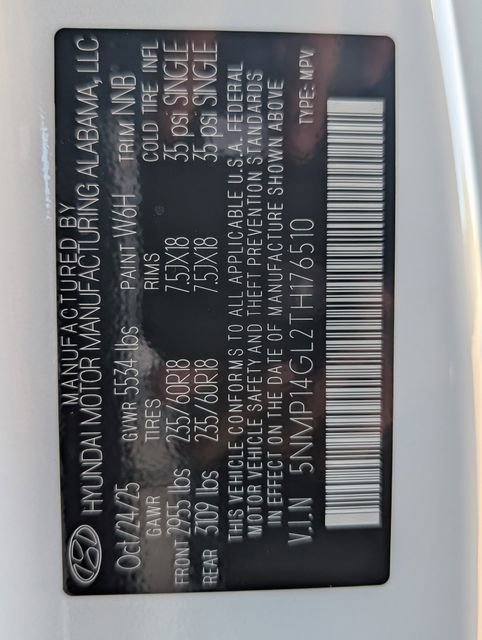 MANUFACTURED BY
HYUNDAI MOTOR MANUFACTURING ALABAMA, LLC
Oct/24/25 GVWR 5534 lbs PAINT W6H TRIM NNB
GAWR TIRES RIMS COLD TIRE INFL
FRONT 2955 lbs 235/60R18 7.5JX18 35 psi SINGLE
REAR 3109 lbs 235/60R18 7.5JX18 35 psi SINGLE
THIS VEHICLE CONFORMS TO ALL APPLICABLE U.S.A. FEDERAL
MOTOR VEHICLE SAFETY AND THEFT PREVENTION STANDARDS
IN EFFECT ON THE DATE OF MANUFACTURE SHOWN ABOVE
V.I.N 5NMP14GL2TH176510 TYPE: MPV